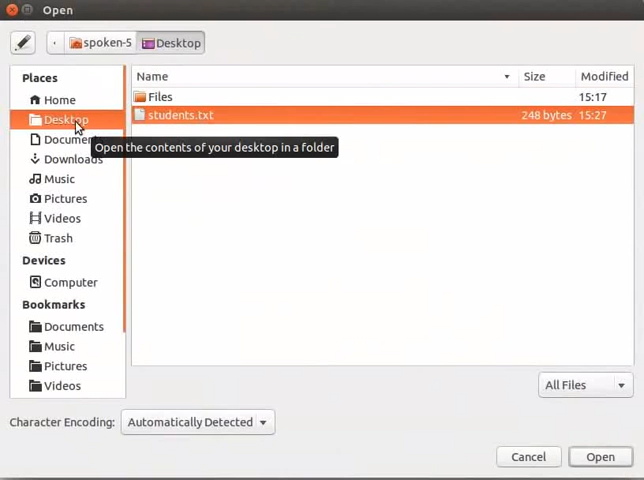 Open
spoken-5 Desktop
Places
Home
Desktop
Documen
Downloads
Music
Pictures
Videos
Trash
Devices
Computer
Bookmarks
Documents
Music
Pictures
Videos
Name Size Modified
Files 15:17
students.txt 248 bytes 15:27
Open the contents of your desktop in a folder
All Files
Character Encoding: Automatically Detected
Cancel Open